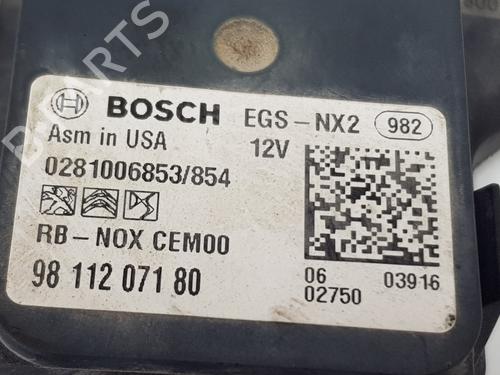 B PARTS
BOSCH EGS-NX2 982
Asm in USA 12V
0281006853/854
RB-NOX CEM00
98 112 071 80
06 03916
02750